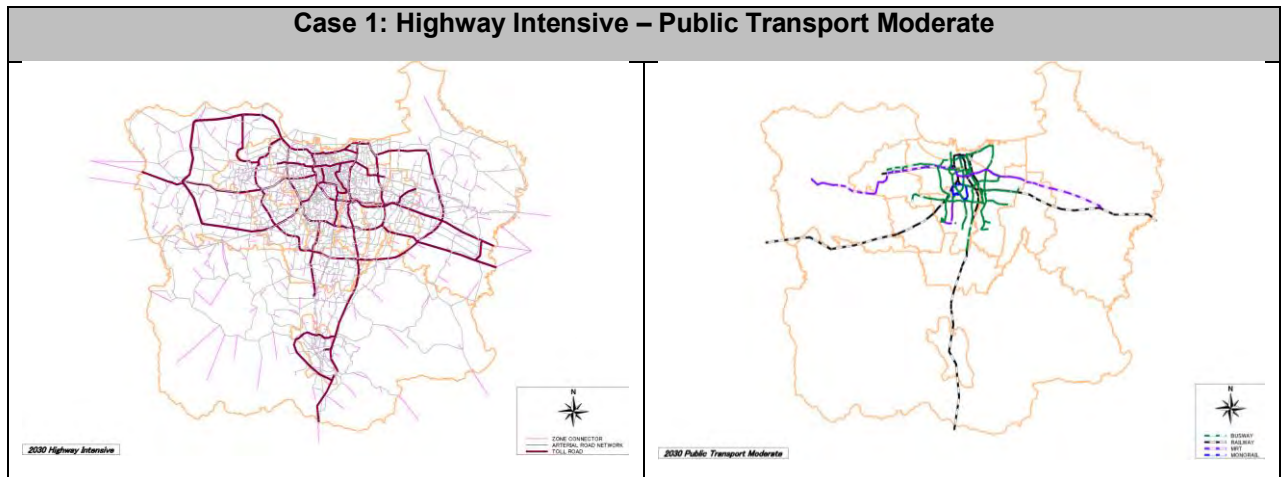 Case 1: Highway Intensive – Public Transport Moderate
N
ZONE CONNECTOR
ARTERIAL ROAD NETWORK
TOLL ROAD
2030 Highway Intensive
N
BUSWAY
RAILWAY
MRT
MONORAIL
2030 Public Transport Moderate